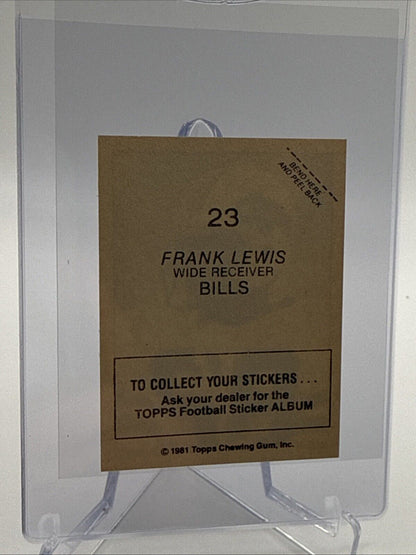 BEND HERE
AND PEEL BACK
23
FRANK LEWIS
WIDE RECEIVER
BILLS
TO COLLECT YOUR STICKERS...
Ask your dealer for the
TOPPS Football Sticker ALBUM
© 1981 Topps Chewing Gum, Inc.